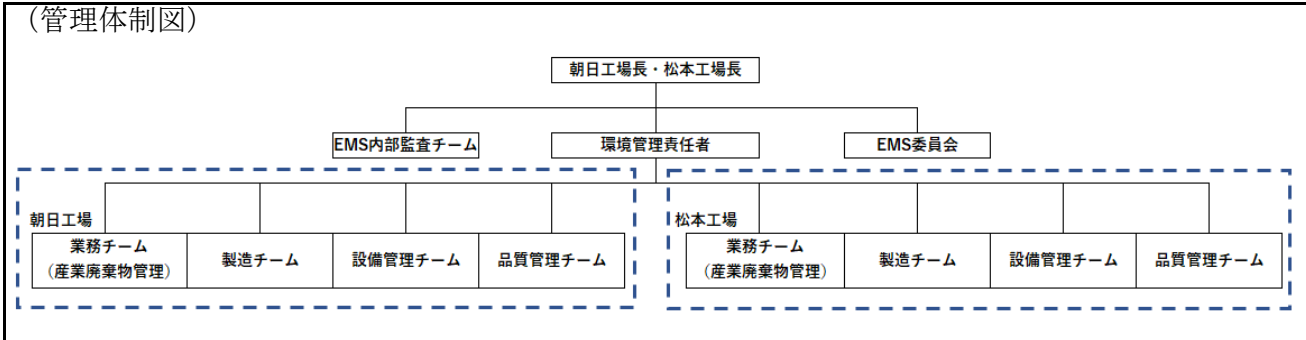 （管理体制図）
朝日工場長・松本工場長
EMS内部監査チーム
環境管理責任者
EMS委員会
朝日工場
業務チーム
（産業廃棄物管理）
製造チーム
設備管理チーム
品質管理チーム
松本工場
業務チーム
（産業廃棄物管理）
製造チーム
設備管理チーム
品質管理チーム